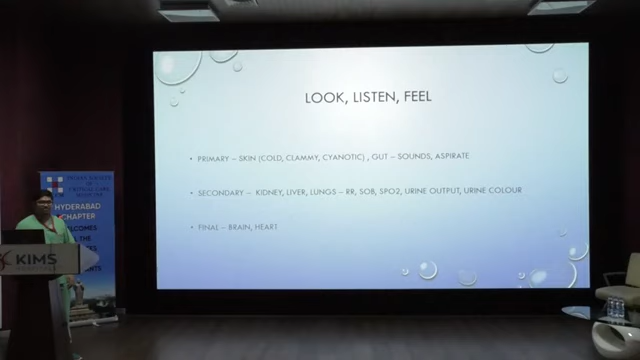 LOOK, LISTEN, FEEL
• PRIMARY – SKIN (COLD, CLAMMY, CYANOTIC) , GUT – SOUNDS, ASPIRATE
• SECONDARY – KIDNEY, LIVER, LUNGS – RR, SOB, SPO2, URINE OUTPUT, URINE COLOUR
• FINAL – BRAIN, HEART
HYDERABAD
CHAPTER
KIMS
HOSPITALS